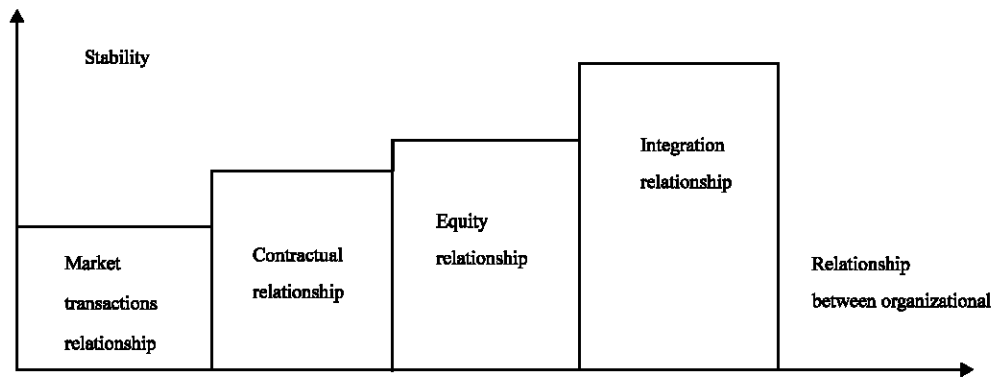 Stability
Market
transactions
relationship
Contractual
relationship
Equity
relationship
Integration
relationship
Relationship
between organizational